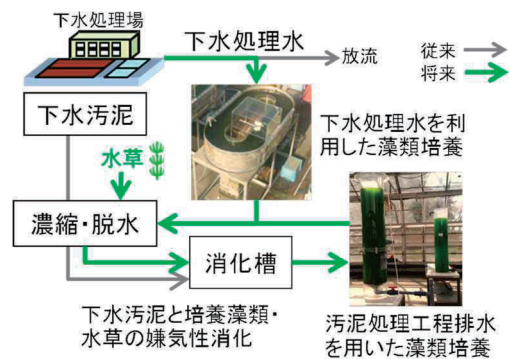 下水処理場
下水処理水
放流
従来
将来
下水汚泥
下水処理水を利
用した藻類培養
水草
濃縮・脱水
消化槽
下水汚泥と培養藻類・
水草の嫌気性消化
汚泥処理工程排水
を用いた藻類培養